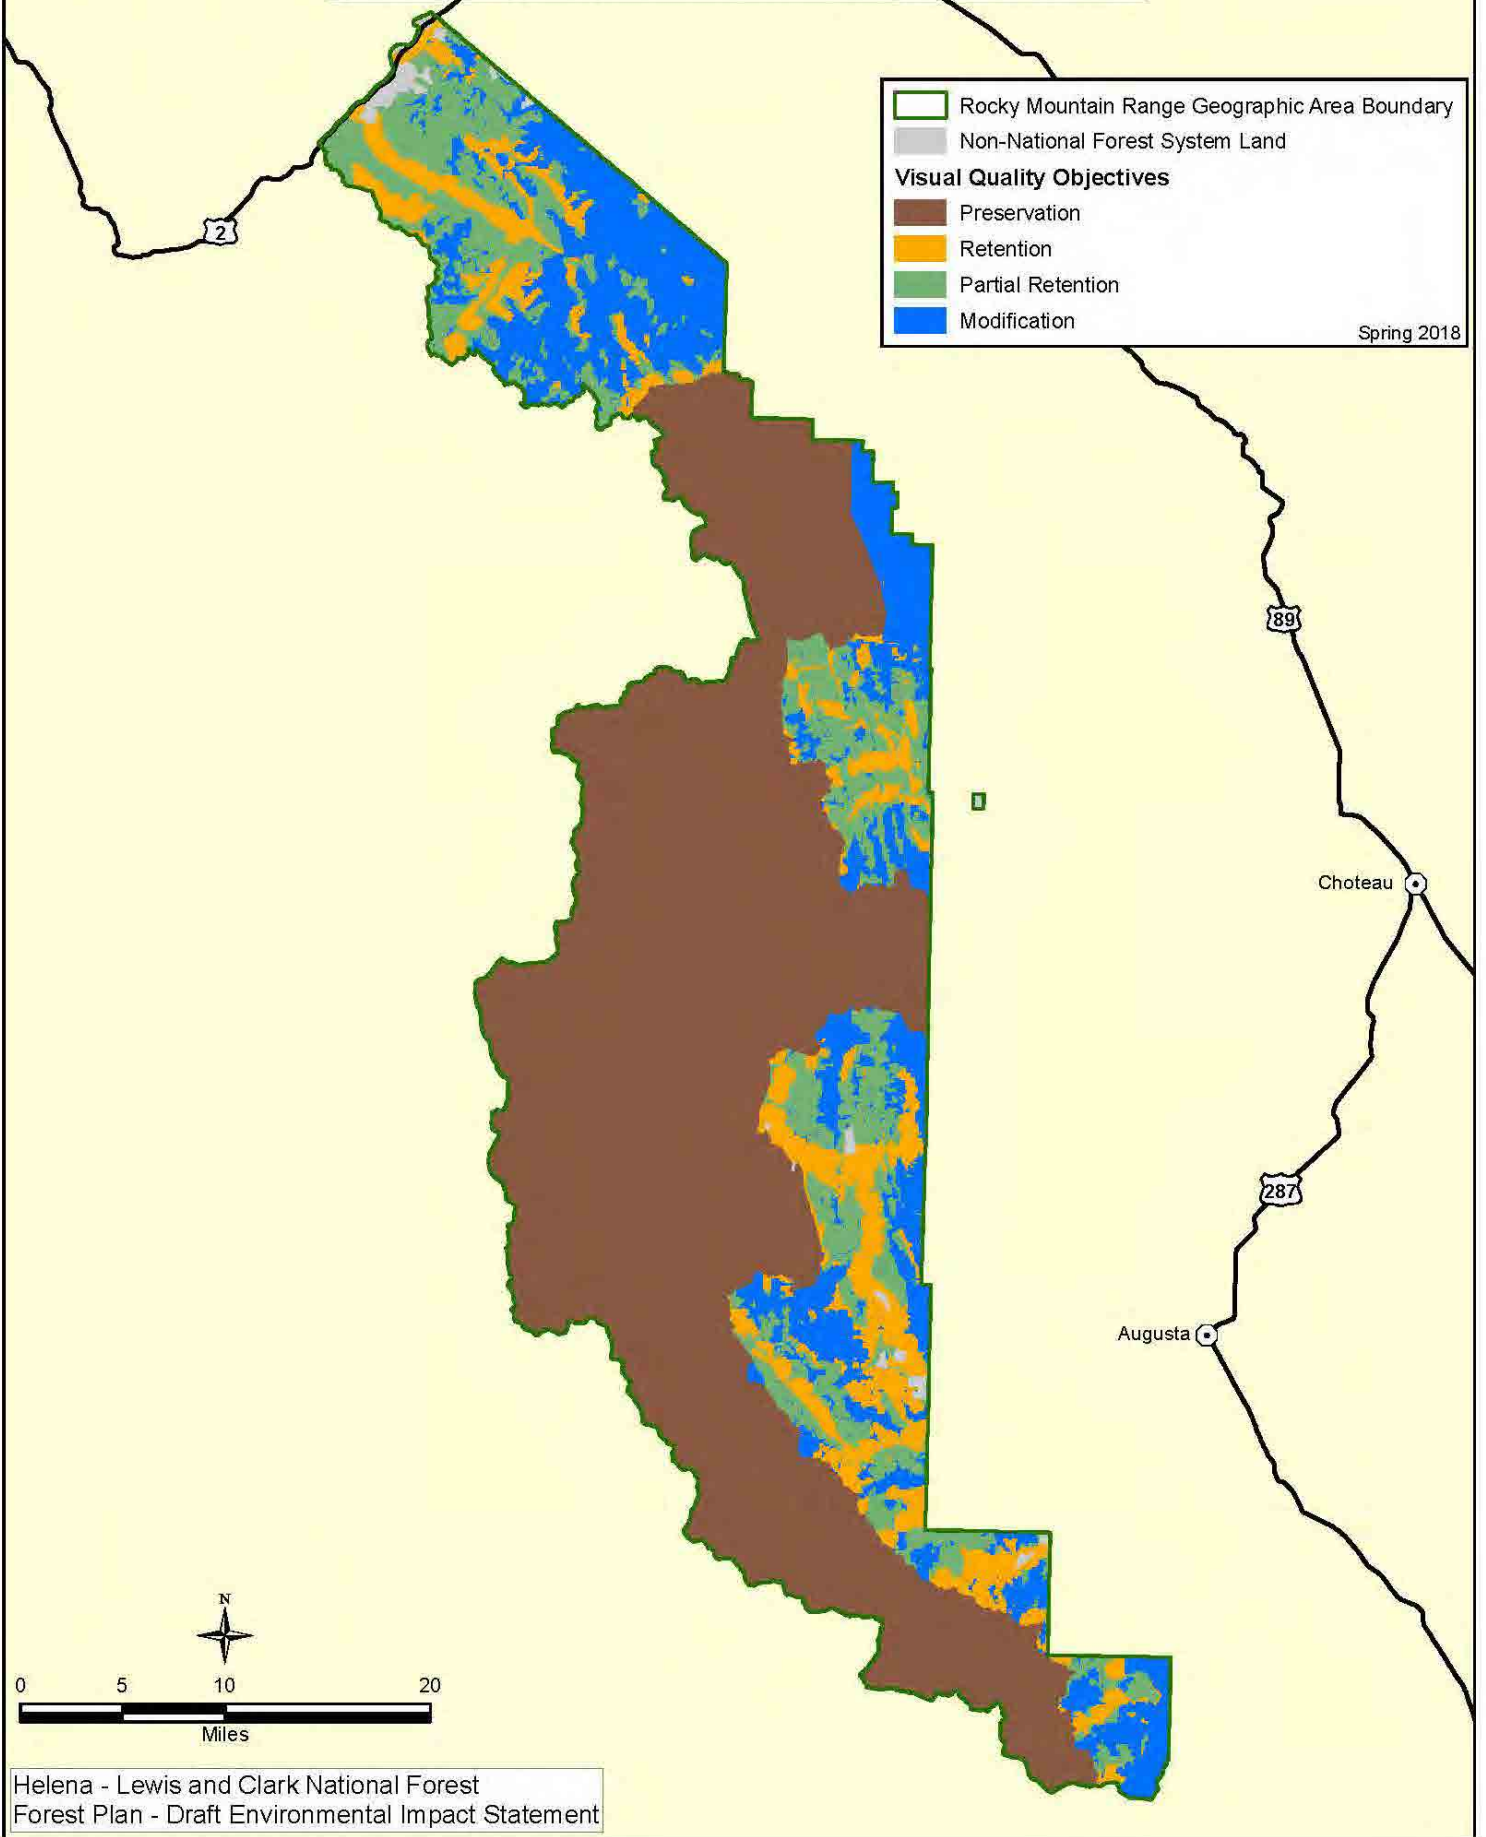 Rocky Mountain Range Geographic Area Boundary
Non-National Forest System Land
Visual Quality Objectives
Preservation
Retention
Partial Retention
Modification
Spring 2018
2
89
Choteau
287
Augusta
N
0 5 10 20
Miles
Helena - Lewis and Clark National Forest
Forest Plan - Draft Environmental Impact Statement